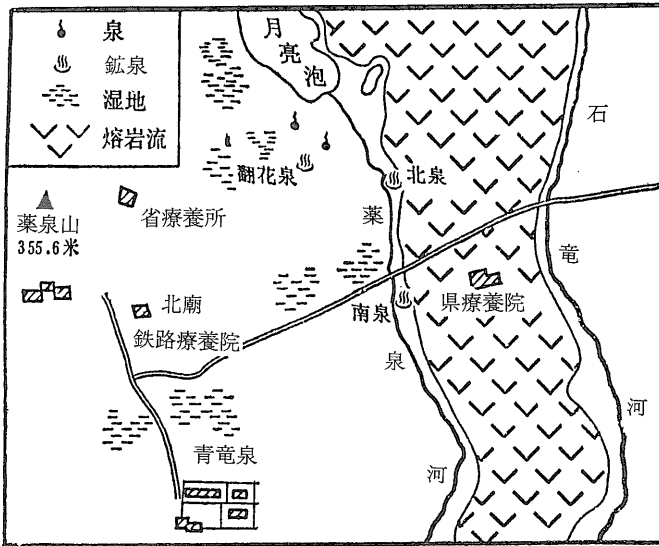 泉
鉱泉
湿地
熔岩流
月亮泡
石竜河
翻花泉
北泉
薬泉河
薬泉山
355.6米
省療養所
南泉
県療養院
北廟
鉄路療養院
青竜泉